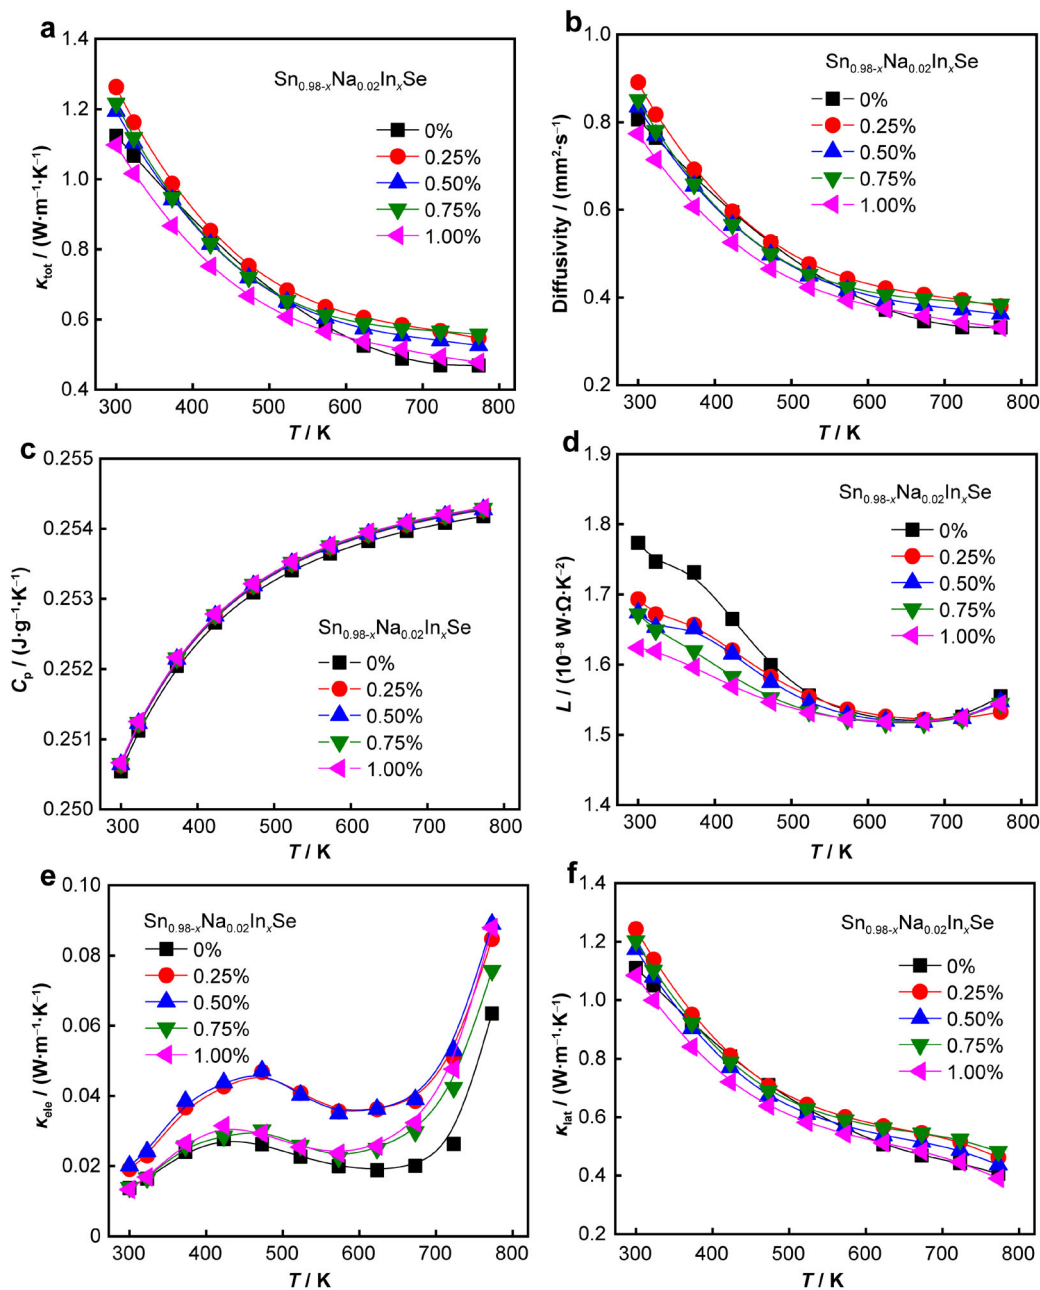 a
1.4
1.2
1.0
0.8
0.6
0.4
κtot / (W·m⁻¹·K⁻¹)
Sn0.98-xNa0.02InxSe
0%
0.25%
0.50%
0.75%
1.00%
300 400 500 600 700 800
T / K
b
1.0
0.8
0.6
0.4
0.2
Diffusivity / (mm²·s⁻¹)
Sn0.98-xNa0.02InxSe
0%
0.25%
0.50%
0.75%
1.00%
300 400 500 600 700 800
T / K
c
0.255
0.254
0.253
0.252
0.251
0.250
Cp / (J·g⁻¹·K⁻¹)
Sn0.98-xNa0.02InxSe
0%
0.25%
0.50%
0.75%
1.00%
300 400 500 600 700 800
T / K
d
1.9
1.8
1.7
1.6
1.5
1.4
L / (10⁻⁸ W·Ω·K⁻²)
Sn0.98-xNa0.02InxSe
0%
0.25%
0.50%
0.75%
1.00%
300 400 500 600 700 800
T / K
e
0.10
0.08
0.06
0.04
0.02
0
κele / (W·m⁻¹·K⁻¹)
Sn0.98-xNa0.02InxSe
0%
0.25%
0.50%
0.75%
1.00%
300 400 500 600 700 800
T / K
f
1.4
1.2
1.0
0.8
0.6
0.4
0.2
κlat / (W·m⁻¹·K⁻¹)
Sn0.98-xNa0.02InxSe
0%
0.25%
0.50%
0.75%
1.00%
300 400 500 600 700 800
T / K